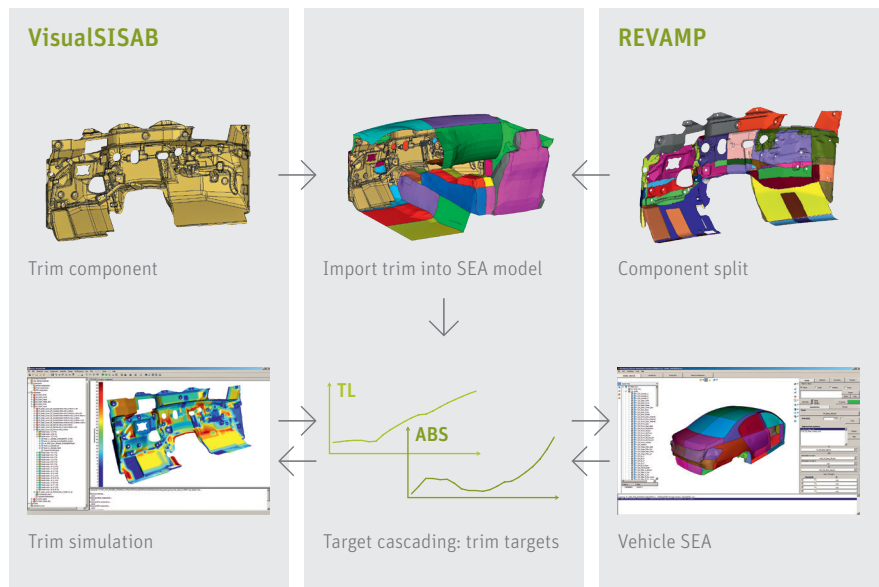 VisualSISAB
REVAMP
Trim component
Import trim into SEA model
Component split
TL
ABS
Trim simulation
Target cascading: trim targets
Vehicle SEA